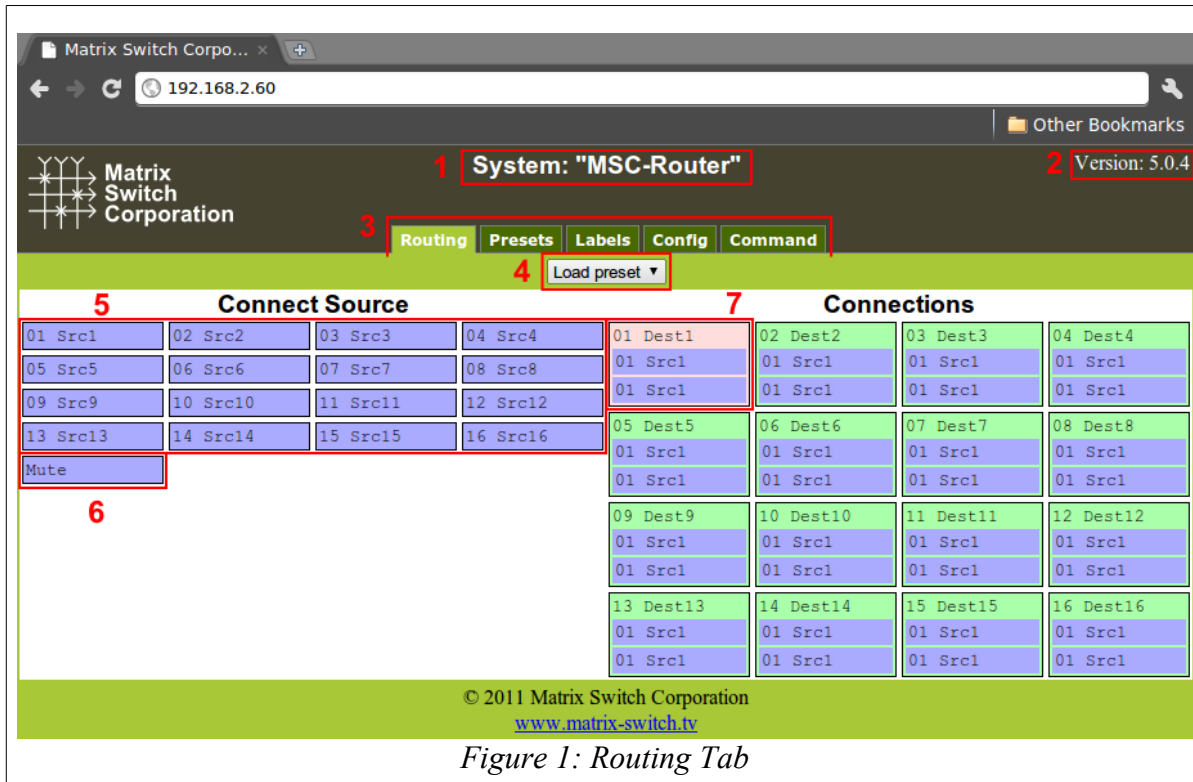 Matrix Switch Corpo...
192.168.2.60
Other Bookmarks
Matrix
Switch
Corporation
1 System: "MSC-Router"
2 Version: 5.0.4
3 Routing Presets Labels Config Command
4 Load preset
5 Connect Source 7 Connections
01 Src1 02 Src2 03 Src3 04 Src4
05 Src5 06 Src6 07 Src7 08 Src8
09 Src9 10 Src10 11 Src11 12 Src12
13 Src13 14 Src14 15 Src15 16 Src16
Mute
6
01 Dest1 02 Dest2 03 Dest3 04 Dest4
01 Src1 01 Src1 01 Src1 01 Src1
01 Src1 01 Src1 01 Src1 01 Src1
05 Dest5 06 Dest6 07 Dest7 08 Dest8
01 Src1 01 Src1 01 Src1 01 Src1
01 Src1 01 Src1 01 Src1 01 Src1
09 Dest9 10 Dest10 11 Dest11 12 Dest12
01 Src1 01 Src1 01 Src1 01 Src1
01 Src1 01 Src1 01 Src1 01 Src1
13 Dest13 14 Dest14 15 Dest15 16 Dest16
01 Src1 01 Src1 01 Src1 01 Src1
01 Src1 01 Src1 01 Src1 01 Src1
© 2011 Matrix Switch Corporation
www.matrix-switch.tv
Figure 1: Routing Tab